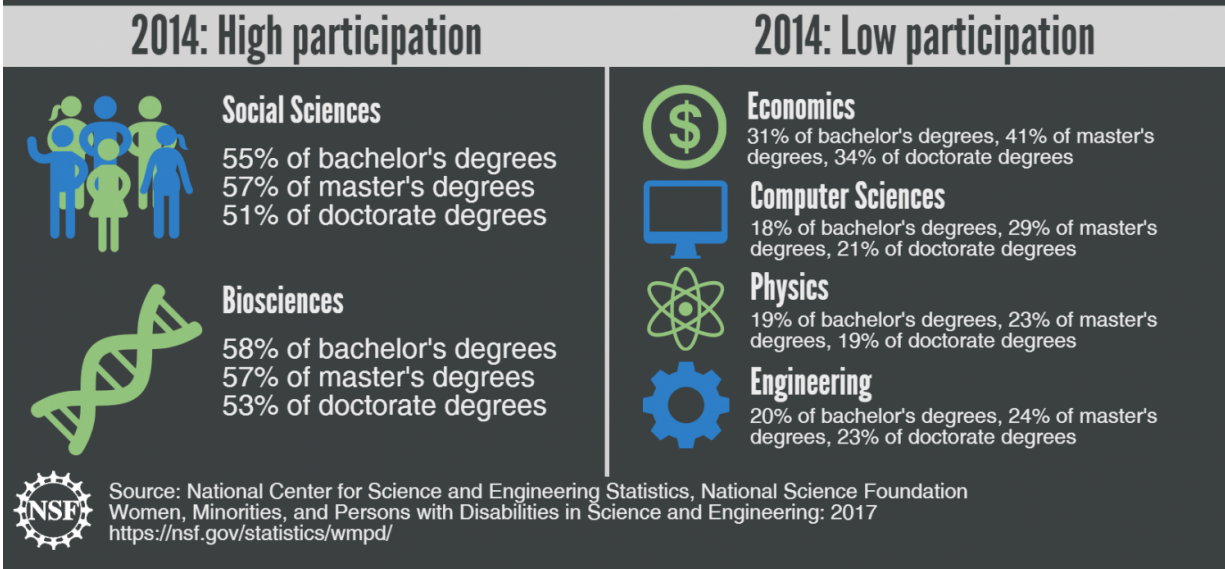 2014: High participation
Social Sciences
55% of bachelor's degrees
57% of master's degrees
51% of doctorate degrees
Biosciences
58% of bachelor's degrees
57% of master's degrees
53% of doctorate degrees
2014: Low participation
$
Economics
31% of bachelor's degrees, 41% of master's
degrees, 34% of doctorate degrees
Computer Sciences
18% of bachelor's degrees, 29% of master's
degrees, 21% of doctorate degrees
Physics
19% of bachelor's degrees, 23% of master's
degrees, 19% of doctorate degrees
Engineering
20% of bachelor's degrees, 24% of master's
degrees, 23% of doctorate degrees
NSF
Source: National Center for Science and Engineering Statistics, National Science Foundation
Women, Minorities, and Persons with Disabilities in Science and Engineering: 2017
https://nsf.gov/statistics/wmpd/